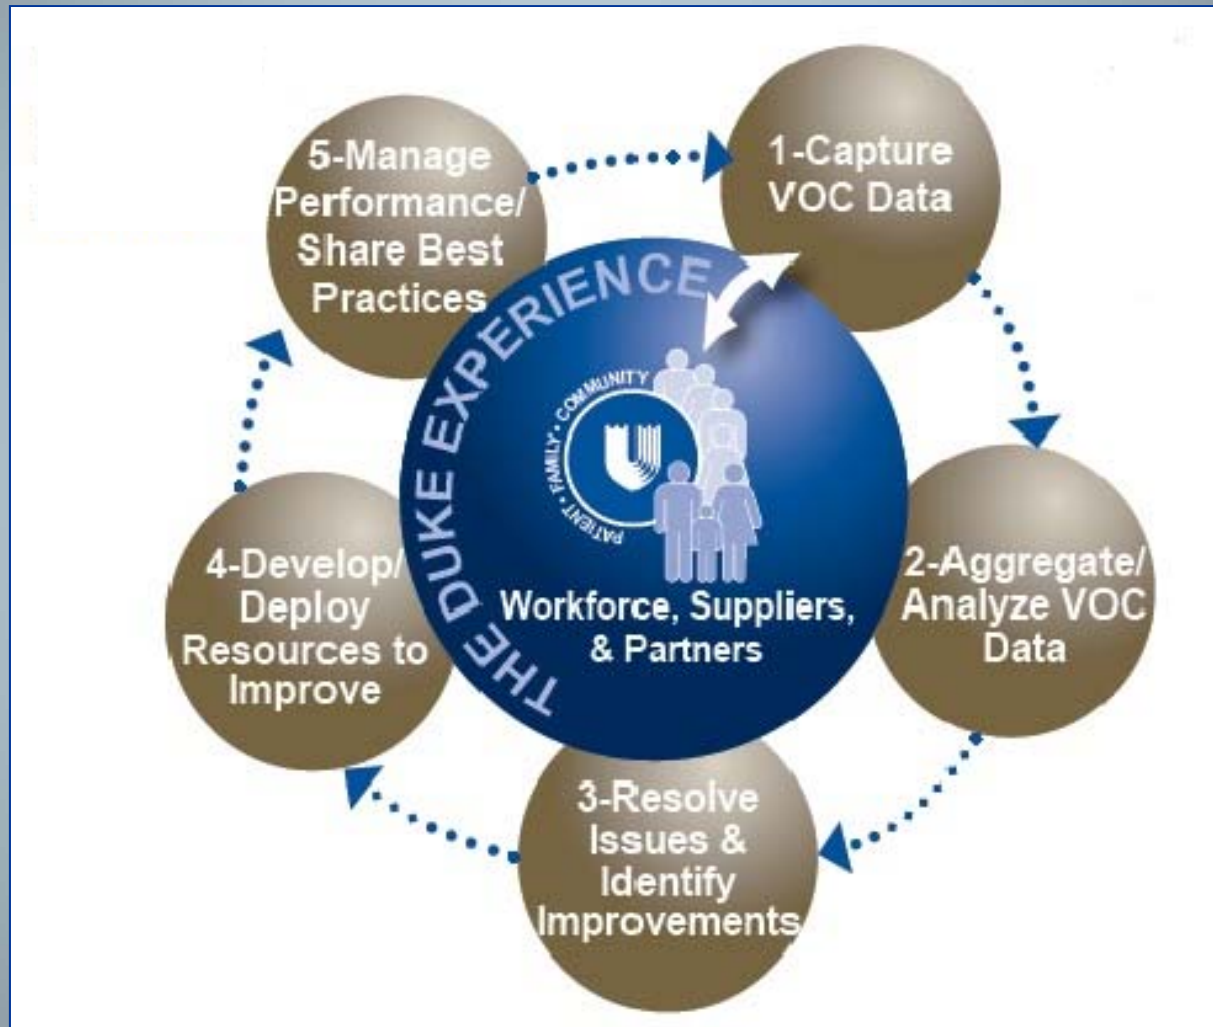 1-Capture
VOC Data
2-Aggregate/
Analyze VOC
Data
3-Resolve
Issues &
Identify
Improvements
4-Develop/
Deploy
Resources to
Improve
5-Manage
Performance/
Share Best
Practices
THE DUKE EXPERIENCE
PATIENT • FAMILY • COMMUNITY
Workforce, Suppliers,
& Partners